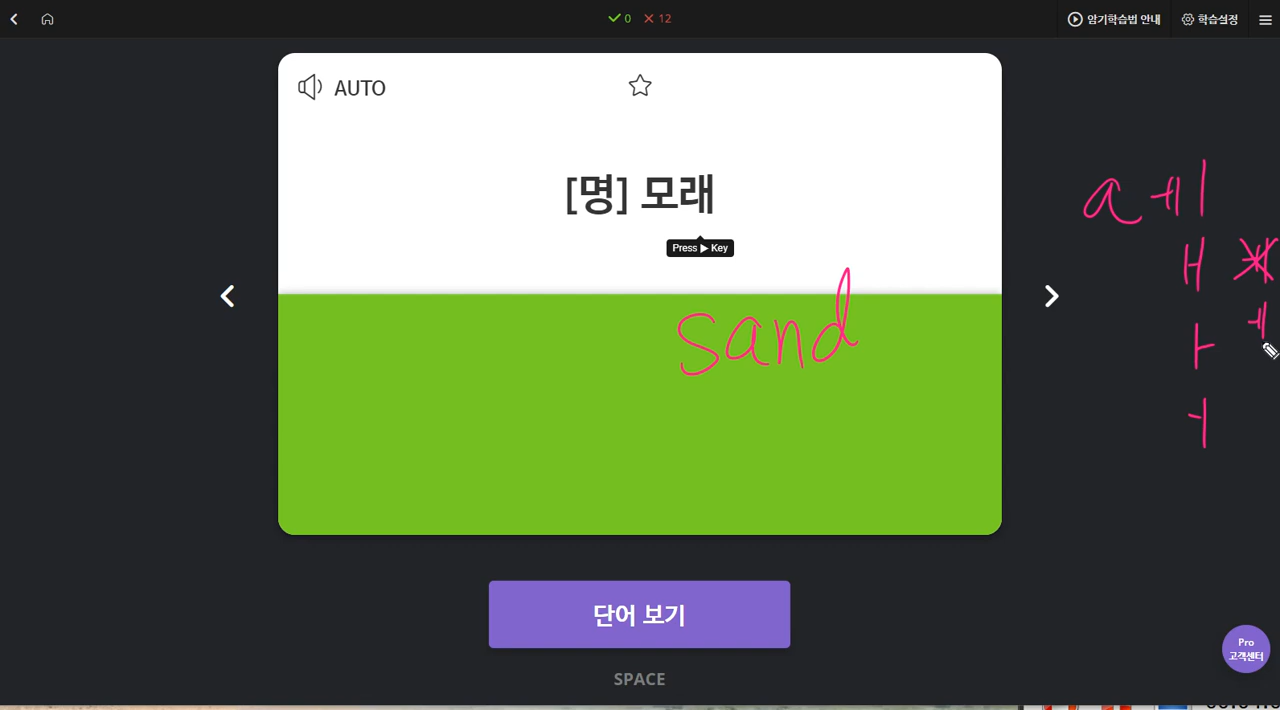 0 12 암기학습법 안내 학습설정
AUTO
[명] 모래
Press ▶ Key
sand
a ㅔ ㅣ
ㅐ
ㅏ
ㅓ
단어 보기
SPACE
Pro
고객센터